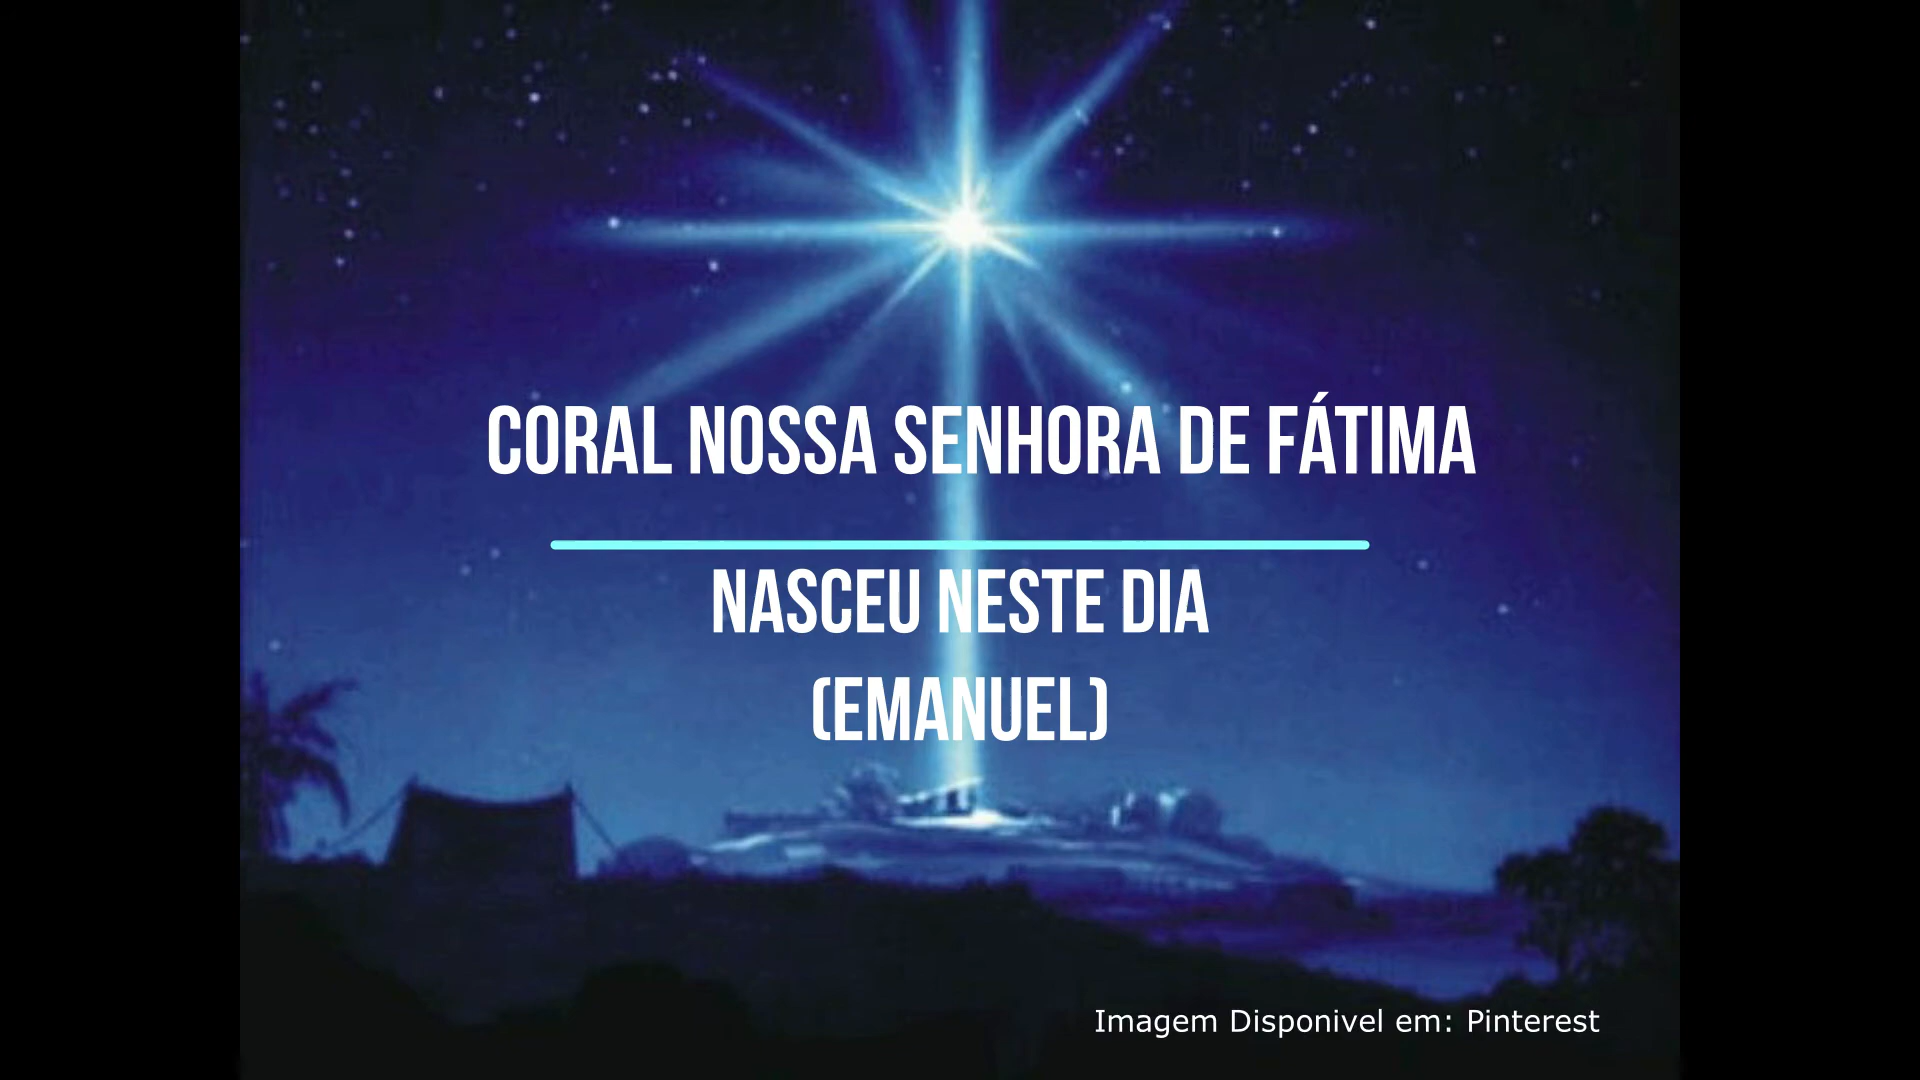 CORAL NOSSA SENHORA DE FÁTIMA
NASCEU NESTE DIA
(EMANUEL)
Imagem Disponivel em: Pinterest